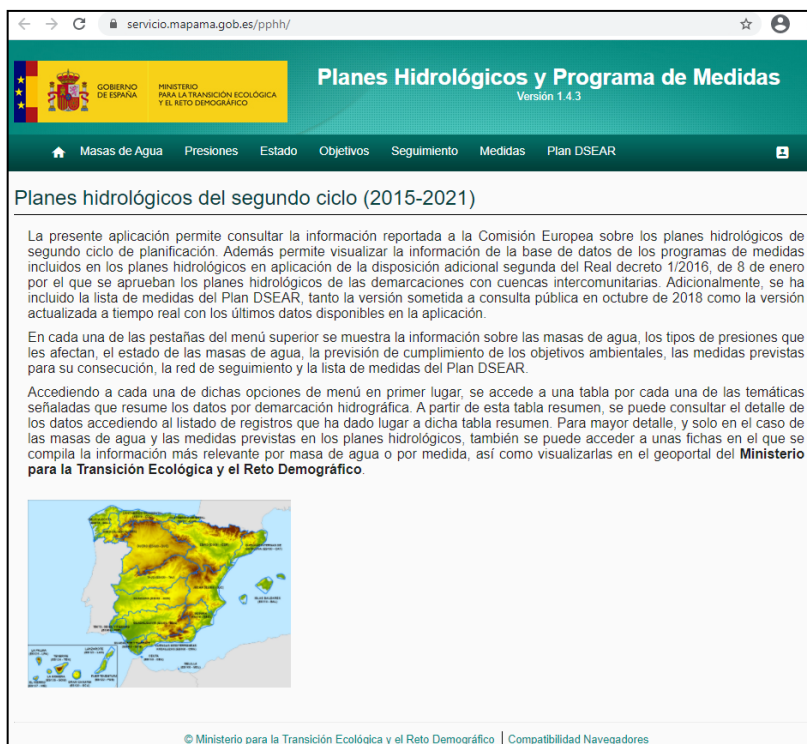 servicio.mapama.gob.es/pphh/
GOBIERNO
DE ESPAÑA
MINISTERIO
PARA LA TRANSICIÓN ECOLÓGICA
Y EL RETO DEMOGRÁFICO
Planes Hidrológicos y Programa de Medidas
Versión 1.4.3
Masas de Agua Presiones Estado Objetivos Seguimiento Medidas Plan DSEAR
Planes hidrológicos del segundo ciclo (2015-2021)
La presente aplicación permite consultar la información reportada a la Comisión Europea sobre los planes hidrológicos de
segundo ciclo de planificación. Además permite visualizar la información de la base de datos de los programas de medidas
incluidos en los planes hidrológicos en aplicación de la disposición adicional segunda del Real decreto 1/2016, de 8 de enero
por el que se aprueban los planes hidrológicos de las demarcaciones con cuencas intercomunitarias. Adicionalmente, se ha
incluido la lista de medidas del Plan DSEAR, tanto la versión sometida a consulta pública en octubre de 2018 como la versión
actualizada a tiempo real con los últimos datos disponibles en la aplicación.
En cada una de las pestañas del menú superior se muestra la información sobre las masas de agua, los tipos de presiones que
les afectan, el estado de las masas de agua, la previsión de cumplimiento de los objetivos ambientales, las medidas previstas
para su consecución, la red de seguimiento y la lista de medidas del Plan DSEAR.
Accediendo a cada una de dichas opciones de menú en primer lugar, se accede a una tabla por cada una de las temáticas
señaladas que resume los datos por demarcación hidrográfica. A partir de esta tabla resumen, se puede consultar el detalle de
los datos accediendo al listado de registros que ha dado lugar a dicha tabla resumen. Para mayor detalle, y solo en el caso de
las masas de agua y las medidas previstas en los planes hidrológicos, también se puede acceder a unas fichas en el que se
compila la información más relevante por masa de agua o por medida, así como visualizarlas en el geoportal del Ministerio
para la Transición Ecológica y el Reto Demográfico.
© Ministerio para la Transición Ecológica y el Reto Demográfico | Compatibilidad Navegadores